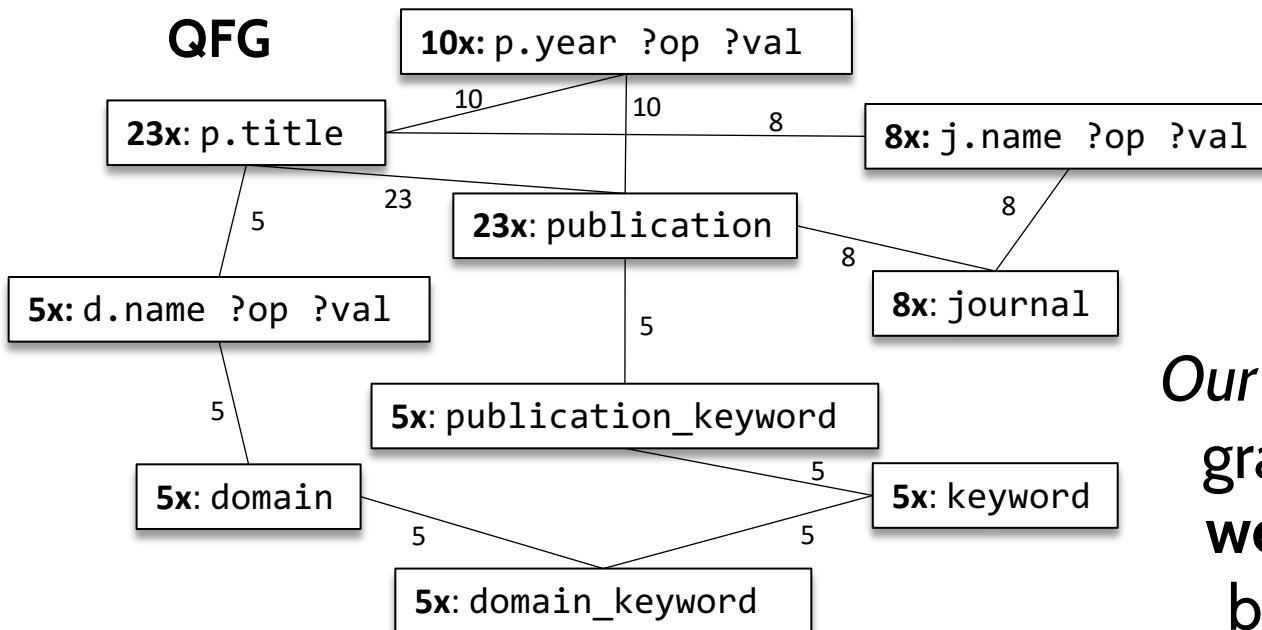 QFG
10x: p.year ?op ?val
10
10
23x: p.title
8
8x: j.name ?op ?val
23
5
23x: publication
8
8
5x: d.name ?op ?val
8x: journal
5
Our
5
5x: publication_keyword
gra
5
5x: domain
5x: keyword
we
5
5
5x: domain_keyword
b